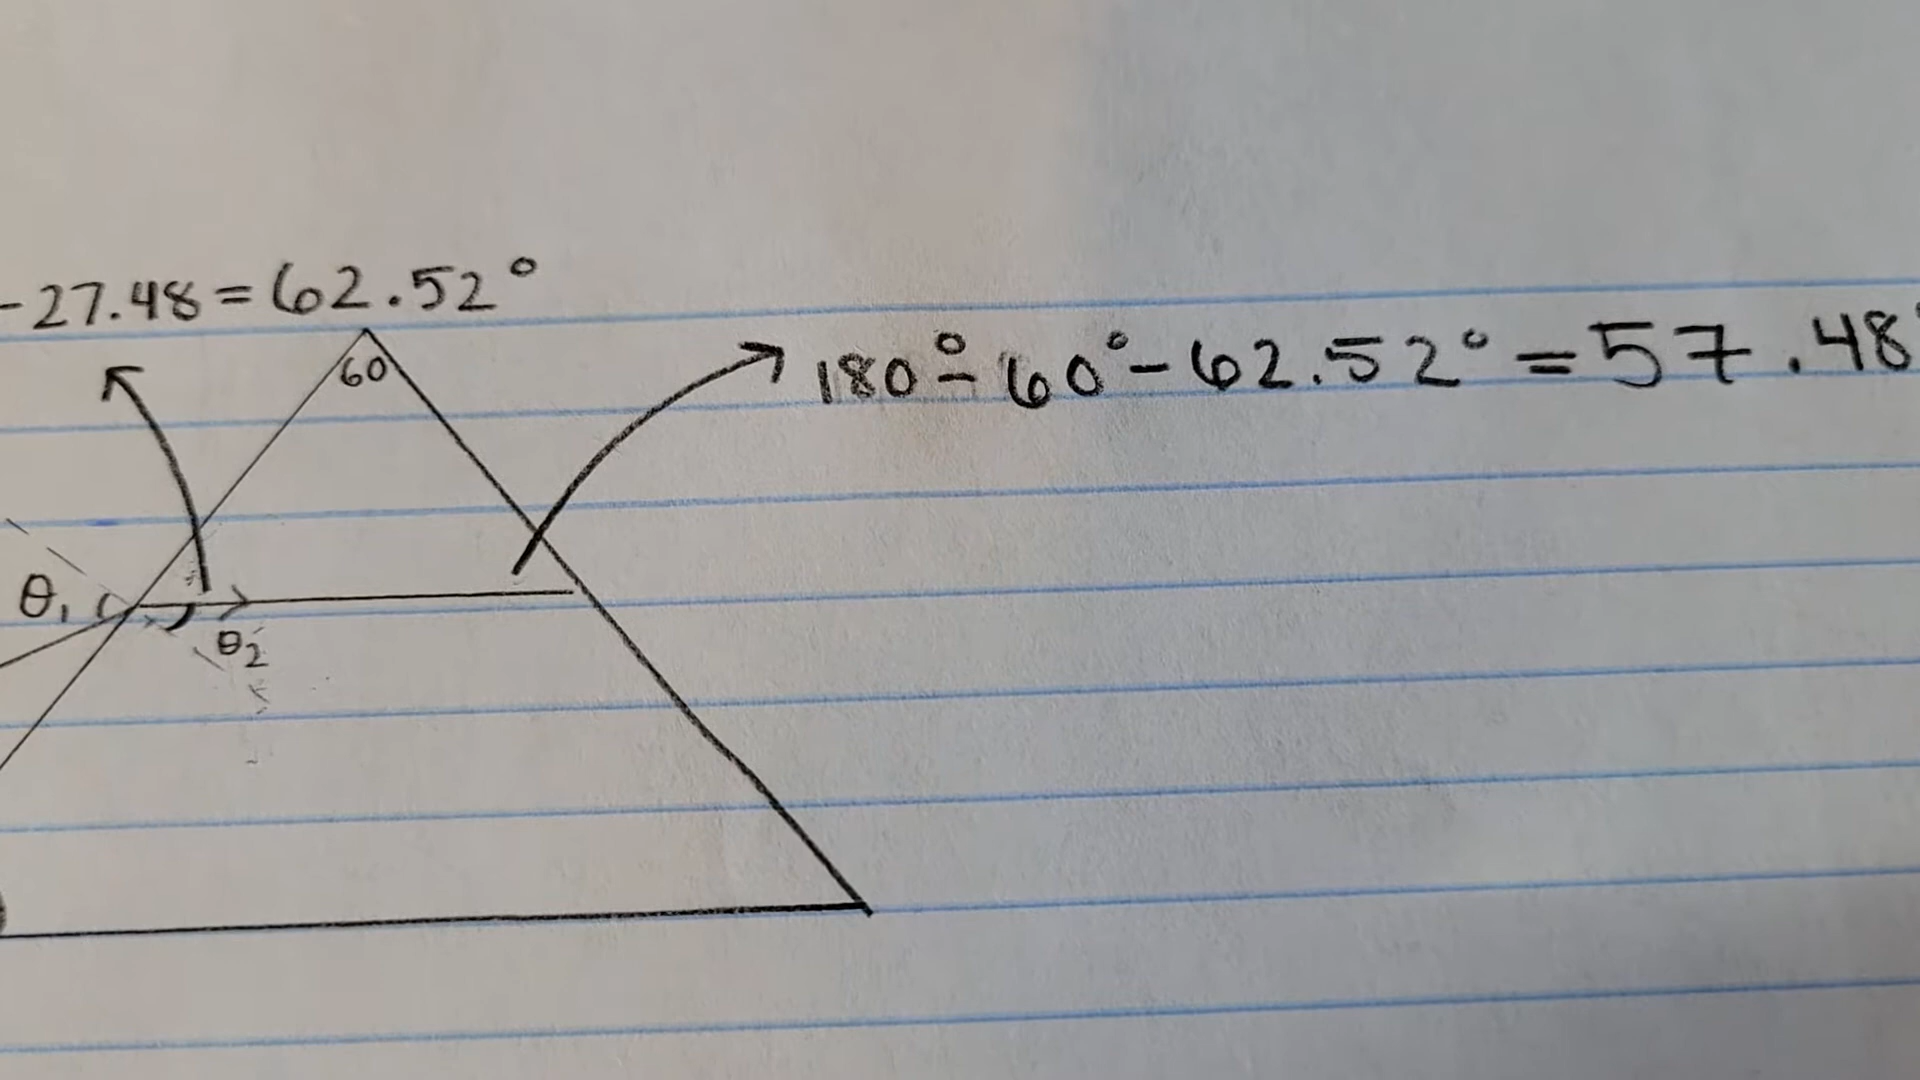 -27.48 = 62.52°
60
180° - 60° - 62.52° = 57.48°
θ₁
θ₂